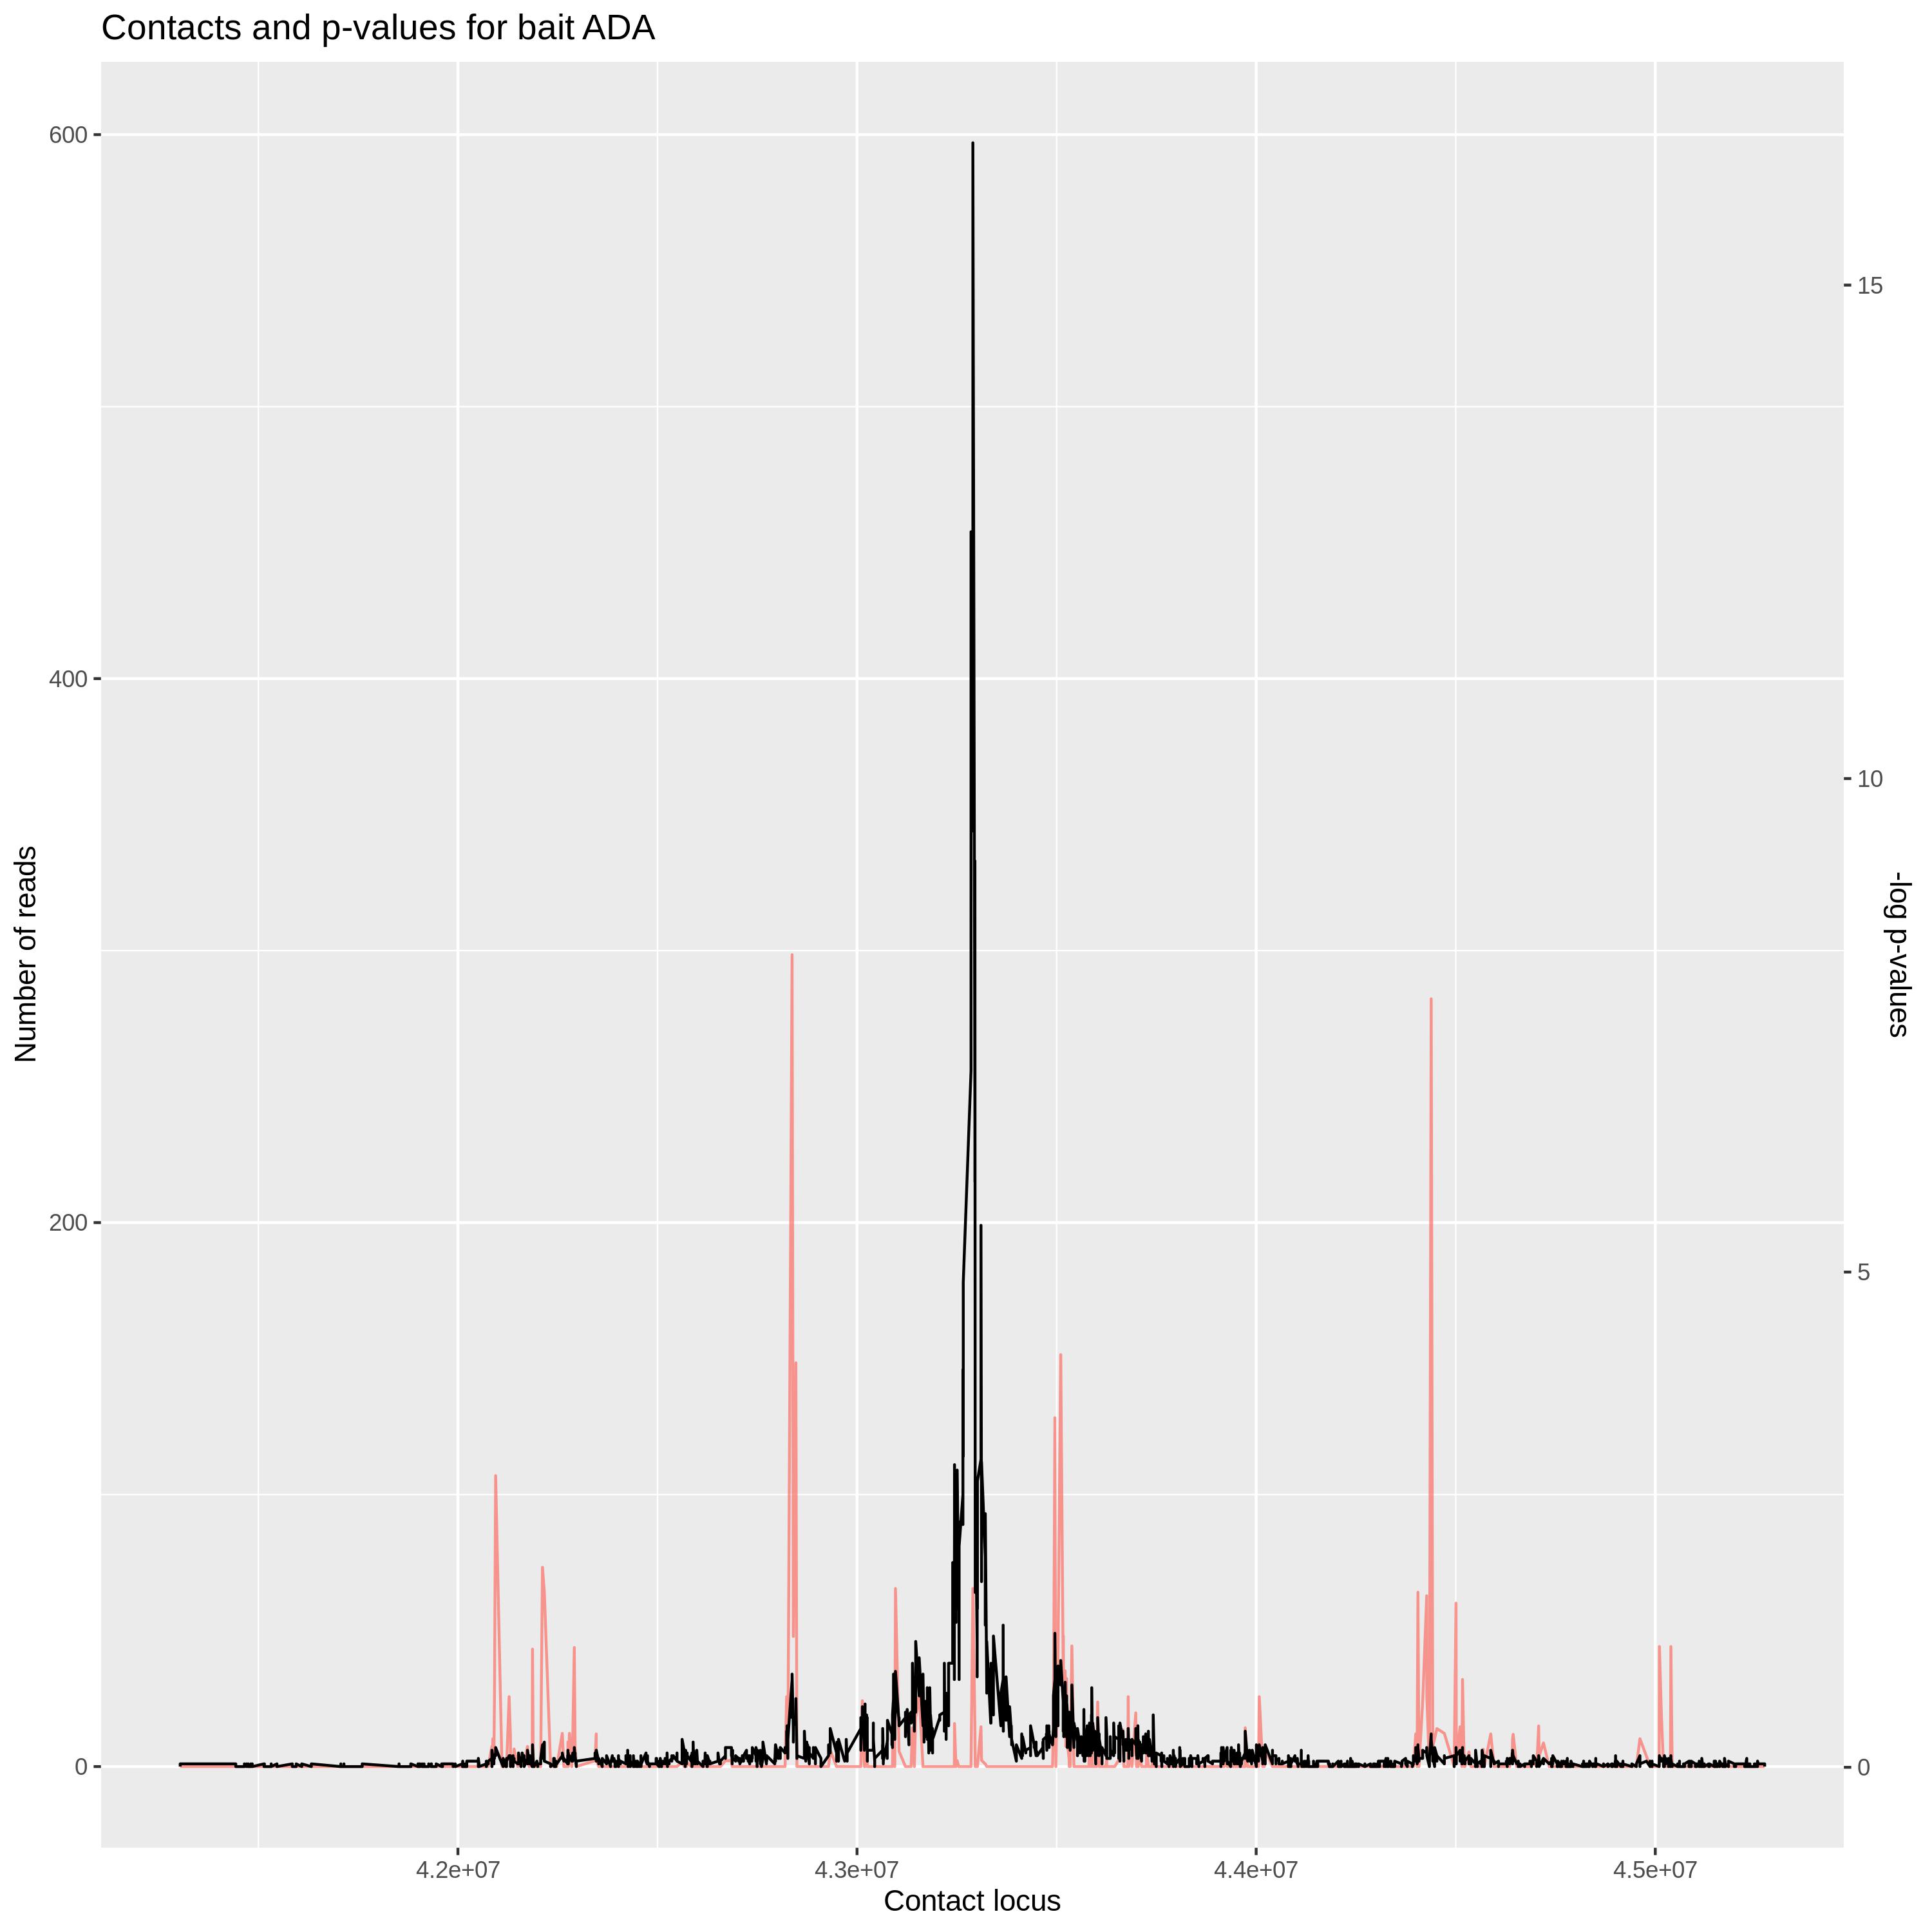 Contacts and p-values for bait ADA
600
400
200
0
Number of reads
15
10
5
0
-log p-values
4.2e+07
4.3e+07
4.4e+07
4.5e+07
Contact locus